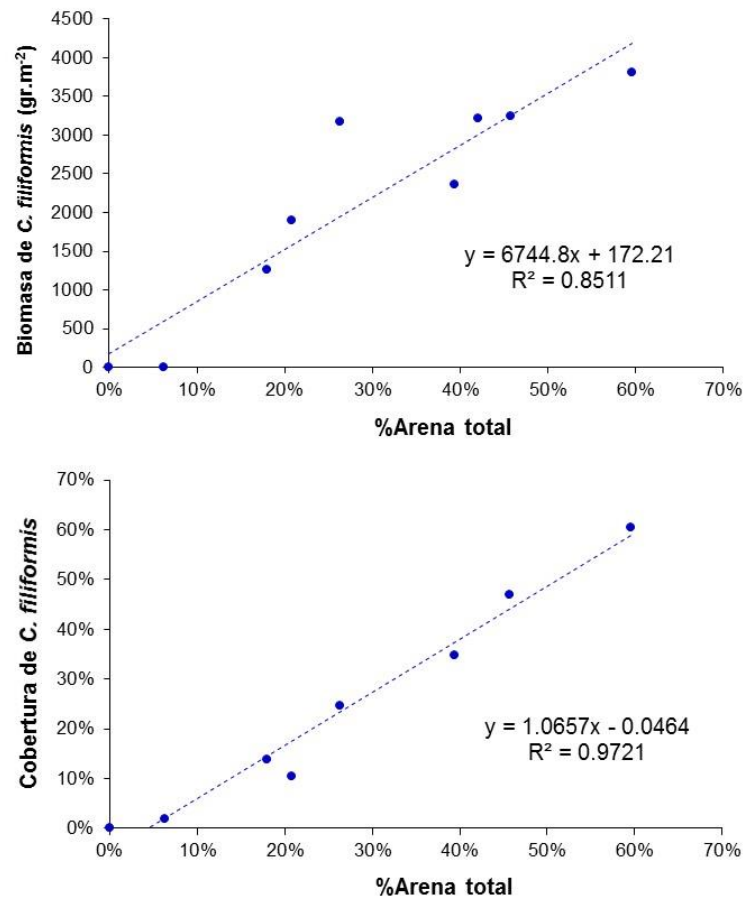 Biomasa de C. filiformis (gr.m⁻²)
4500
4000
3500
3000
2500
2000
1500
1000
500
0
y = 6744.8x + 172.21
R² = 0.8511
0% 10% 20% 30% 40% 50% 60% 70%
%Arena total
Cobertura de C. filiformis
70%
60%
50%
40%
30%
20%
10%
0%
y = 1.0657x - 0.0464
R² = 0.9721
0% 10% 20% 30% 40% 50% 60% 70%
%Arena total